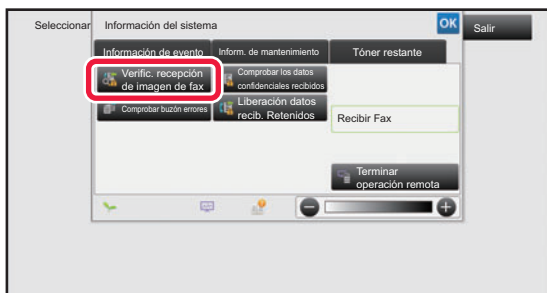 Seleccionar
Información del sistema
OK
Salir
Información de evento
Inform. de mantenimiento
Tóner restante
Verific. recepción
de imagen de fax
Comprobar los datos
confidenciales recibidos
Comprobar buzón errores
Liberación datos
recib. Retenidos
Recibir Fax
Terminar
operación remota